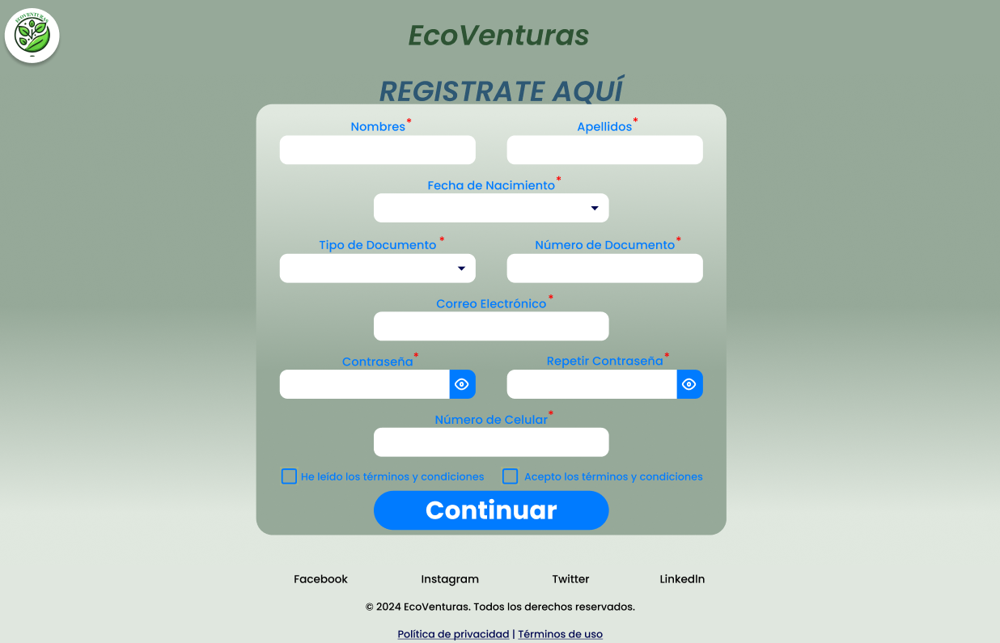 ECOVENTURAS
EcoVenturas
REGISTRATE AQUÍ
Nombres* Apellidos*
Fecha de Nacimiento*
Tipo de Documento* Número de Documento*
Correo Electrónico*
Contraseña* Repetir Contraseña*
Número de Celular*
He leído los términos y condiciones Acepto los términos y condiciones
Continuar
Facebook Instagram Twitter LinkedIn
© 2024 EcoVenturas. Todos los derechos reservados.
Política de privacidad | Términos de uso